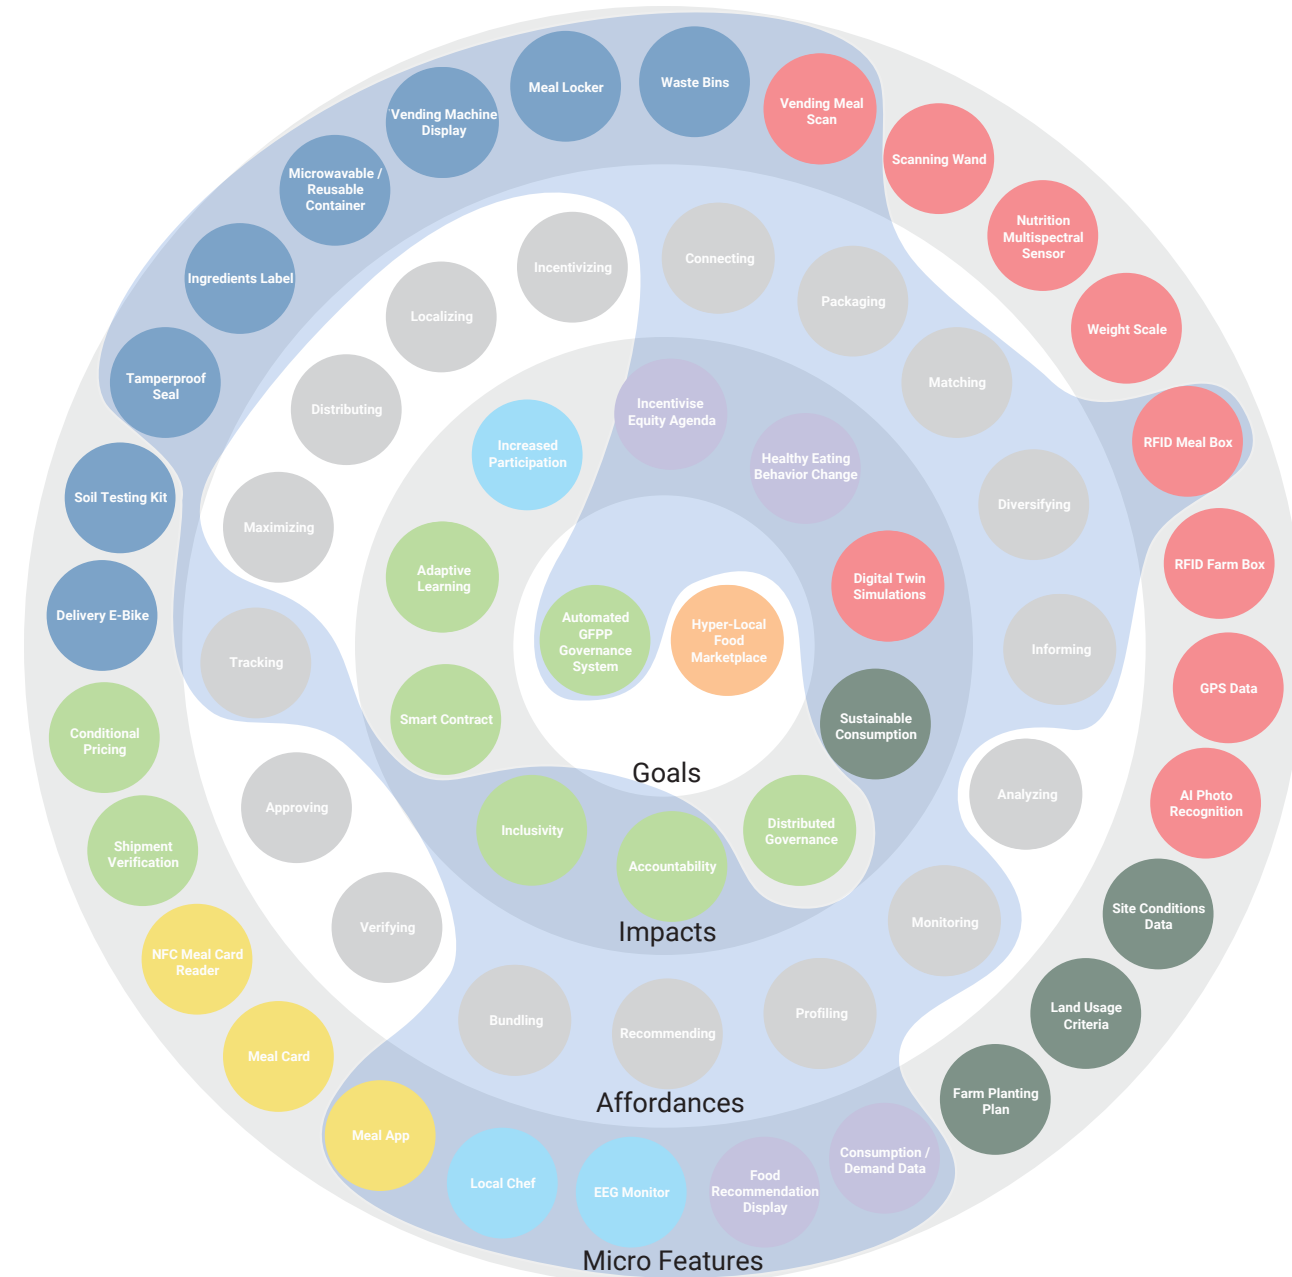 Meal Locker
Waste Bins
Vending Meal
Scan
Vending Machine
Display
Scanning Wand
Microwavable /
Reusable
Container
Nutrition
Multispectral
Sensor
Ingredients Label
Weight Scale
Tamperproof
Seal
RFID Meal Box
Soil Testing Kit
RFID Farm Box
Delivery E-Bike
GPS Data
Conditional
Pricing
AI Photo
Recognition
Shipment
Verification
Site Conditions
Data
NFC Meal Card
Reader
Land Usage
Criteria
Meal Card
Farm Planting
Plan
Meal App
Local Chef
EEG Monitor
Food
Recommendation
Display
Consumption /
Demand Data
Micro Features
Incentivizing
Connecting
Packaging
Localizing
Matching
Distributing
Diversifying
Maximizing
Informing
Tracking
Analyzing
Approving
Monitoring
Verifying
Bundling
Recommending
Profiling
Affordances
Incentivise
Equity Agenda
Increased
Participation
Healthy Eating
Behavior Change
Adaptive
Learning
Digital Twin
Simulations
Smart Contract
Sustainable
Consumption
Inclusivity
Accountability
Distributed
Governance
Impacts
Automated
GFPP
Governance
System
Hyper-Local
Food
Marketplace
Goals